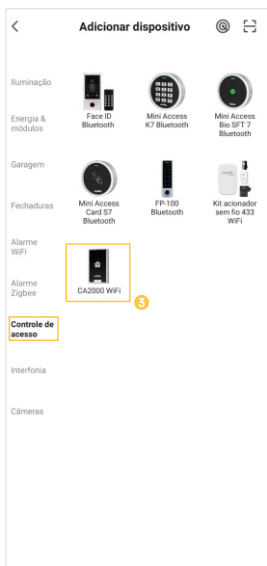 Adicionar dispositivo
Iluminação
Energia &
módulos
Garagem
Fechaduras
Alarme
WiFi
Alarme
Zigbee
Controle de
acesso
Interfonia
Câmeras
Face ID
Bluetooth
Mini Access
K7 Bluetooth
Mini Access
Bio SFT 7
Bluetooth
Mini Access
Card S7
Bluetooth
FP-100
Bluetooth
Kit acionador
sem fio 433
WiFi
CA2000 WiFi
3